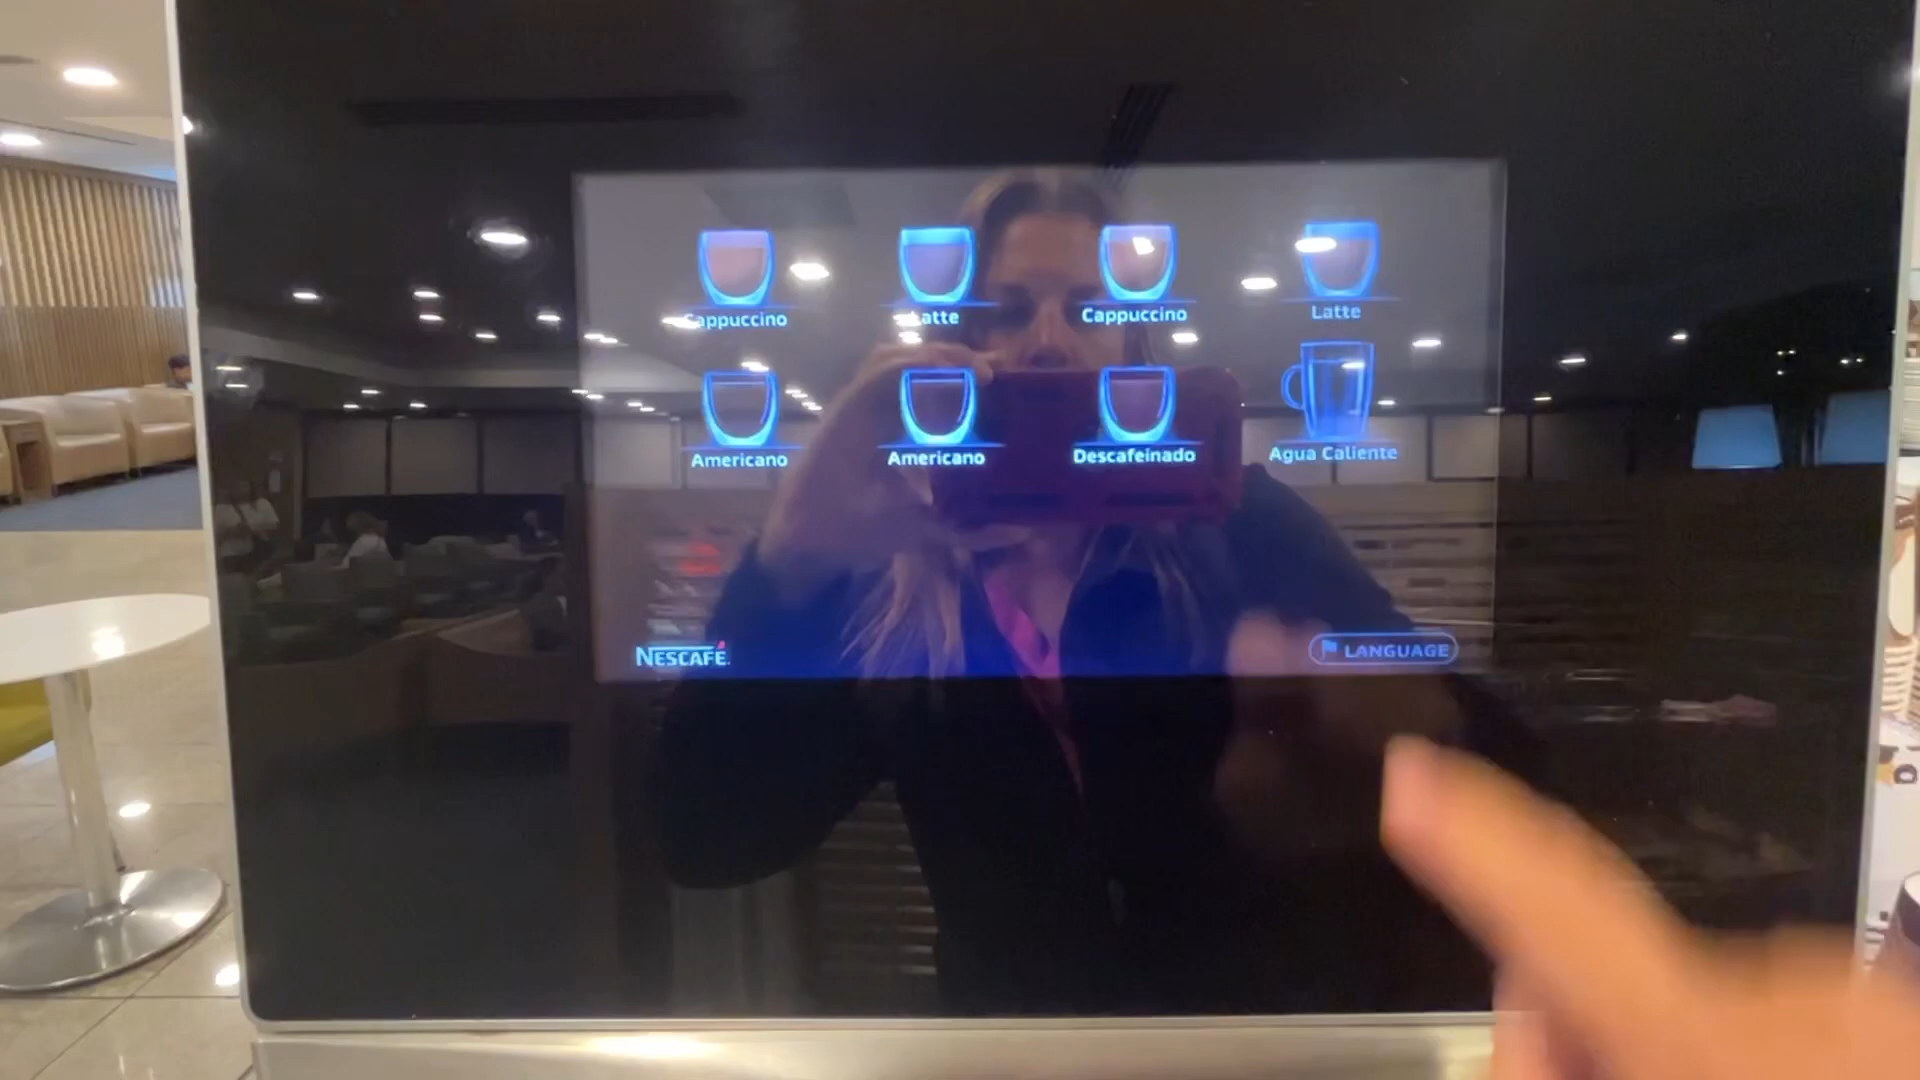 Cappuccino
Latte
Cappuccino
Latte
Americano
Americano
Descafeinado
Agua Caliente
NESCAFÉ.
LANGUAGE